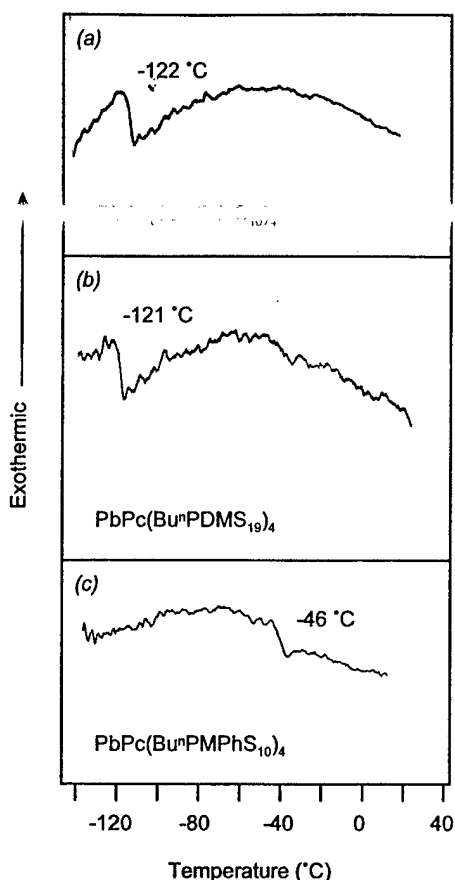 (a)
-122 °C
(b)
-121 °C
PbPc(BuⁿPDMS₁₉)₄
(c)
-46 °C
PbPc(BuⁿPMPhS₁₀)₄
Exothermic
-120 -80 -40 0 40
Temperature (°C)